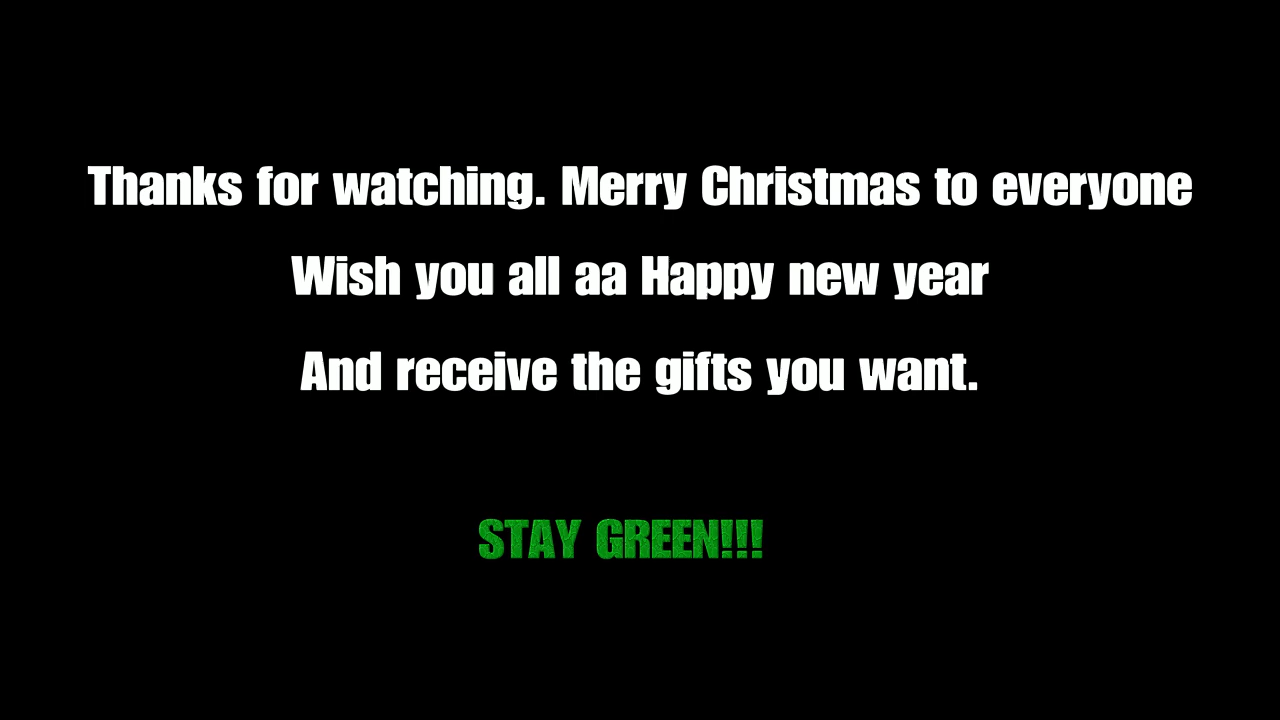 Thanks for watching. Merry Christmas to everyone
Wish you all aa Happy new year
And receive the gifts you want.
STAY GREEN!!!